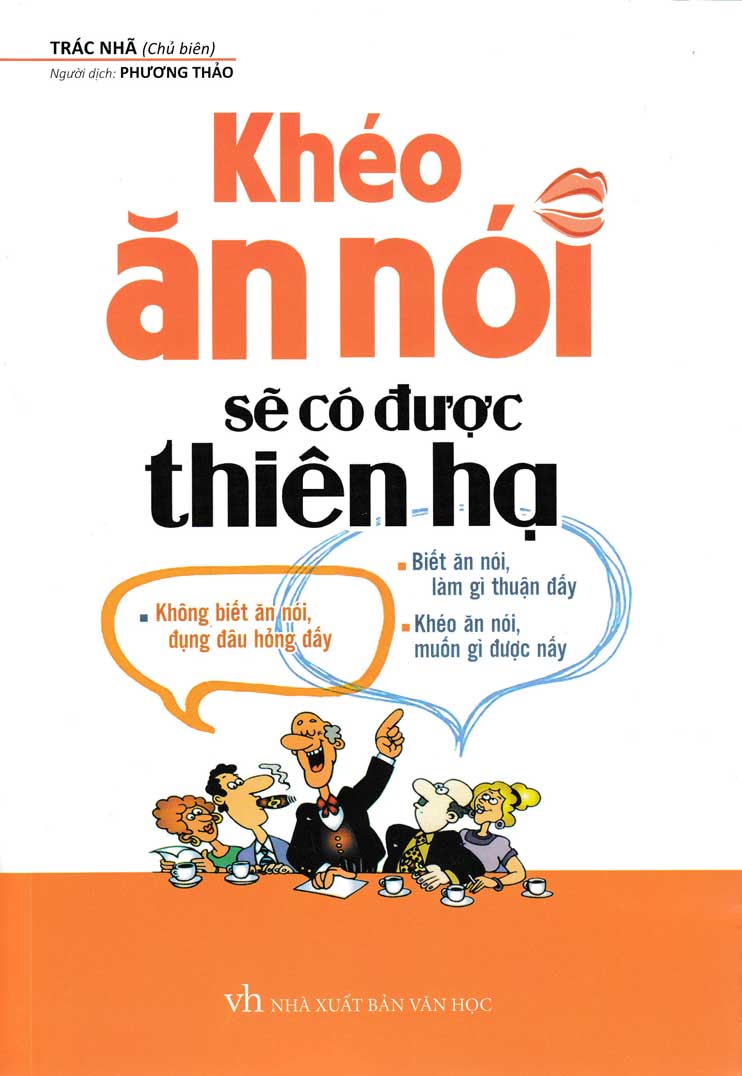 TRÁC NHÃ (Chủ biên)
Người dịch: PHƯƠNG THẢO
Khéo
ăn nói
sẽ có được
thiên hạ
▪ Không biết ăn nói,
đụng đâu hỏng đấy
▪ Biết ăn nói,
làm gì thuận đấy
▪ Khéo ăn nói,
muốn gì được nấy
vh NHÀ XUẤT BẢN VĂN HỌC